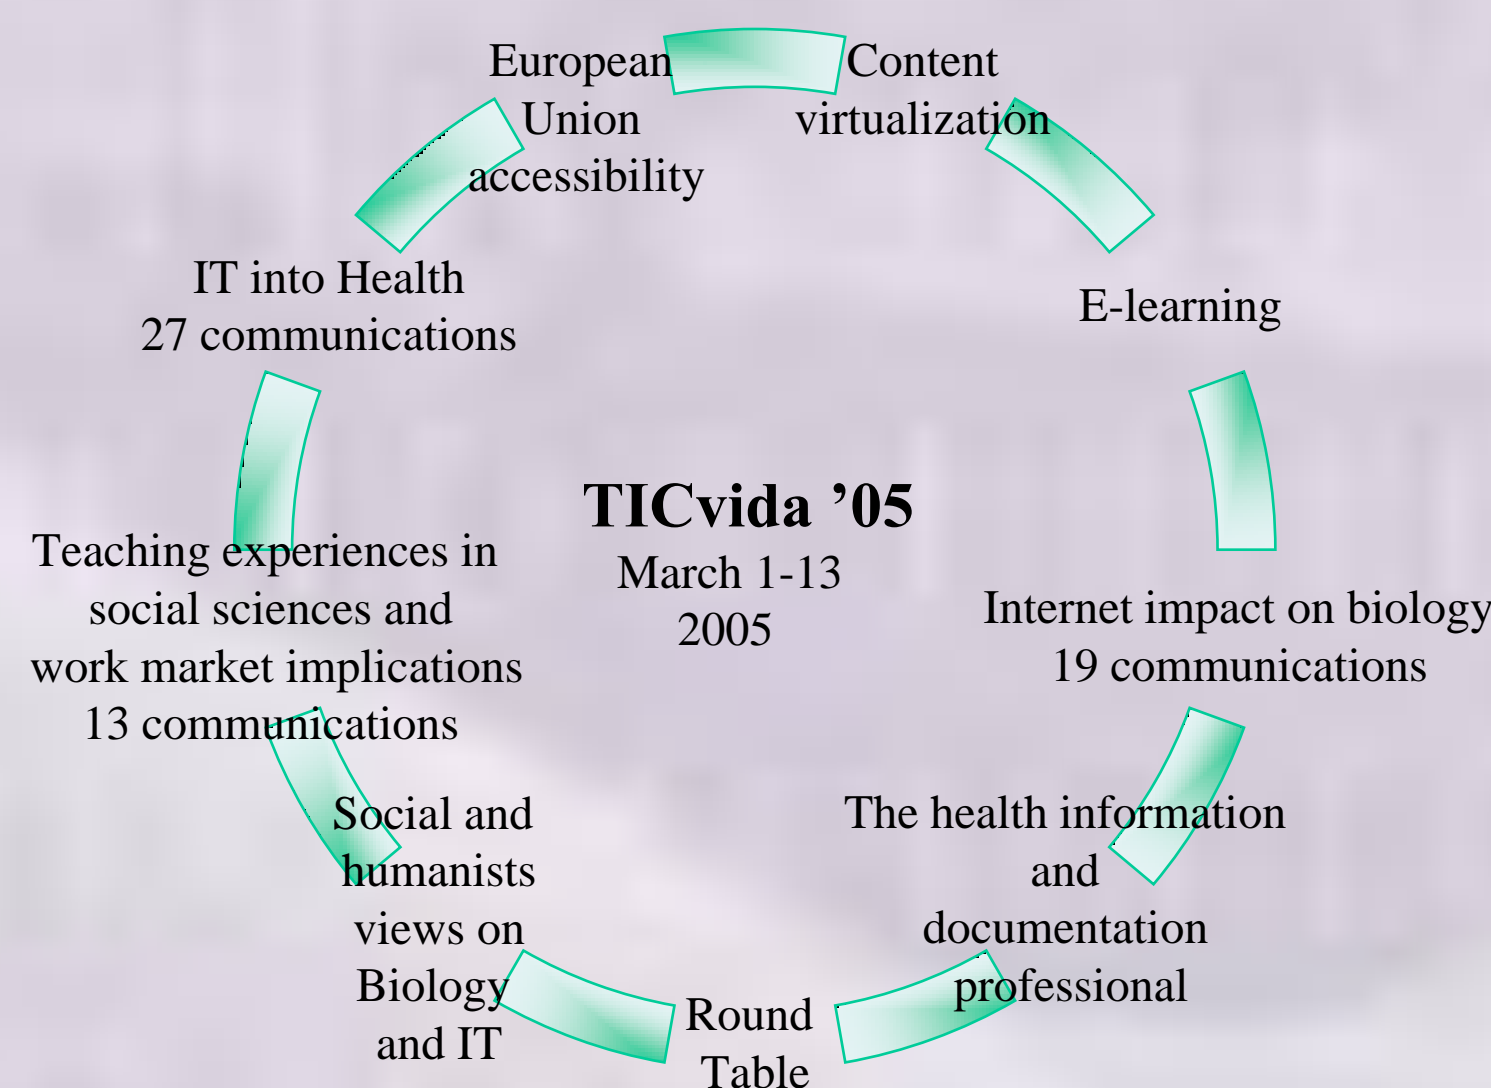 European
Union
accessibility
Content
virtualization
E-learning
Internet impact on biology
19 communications
The health information
and
documentation
professional
Round
Table
Social and
humanists
views on
Biology
and IT
Teaching experiences in
social sciences and
work market implications
13 communications
IT into Health
27 communications
TICvida ’05
March 1-13
2005